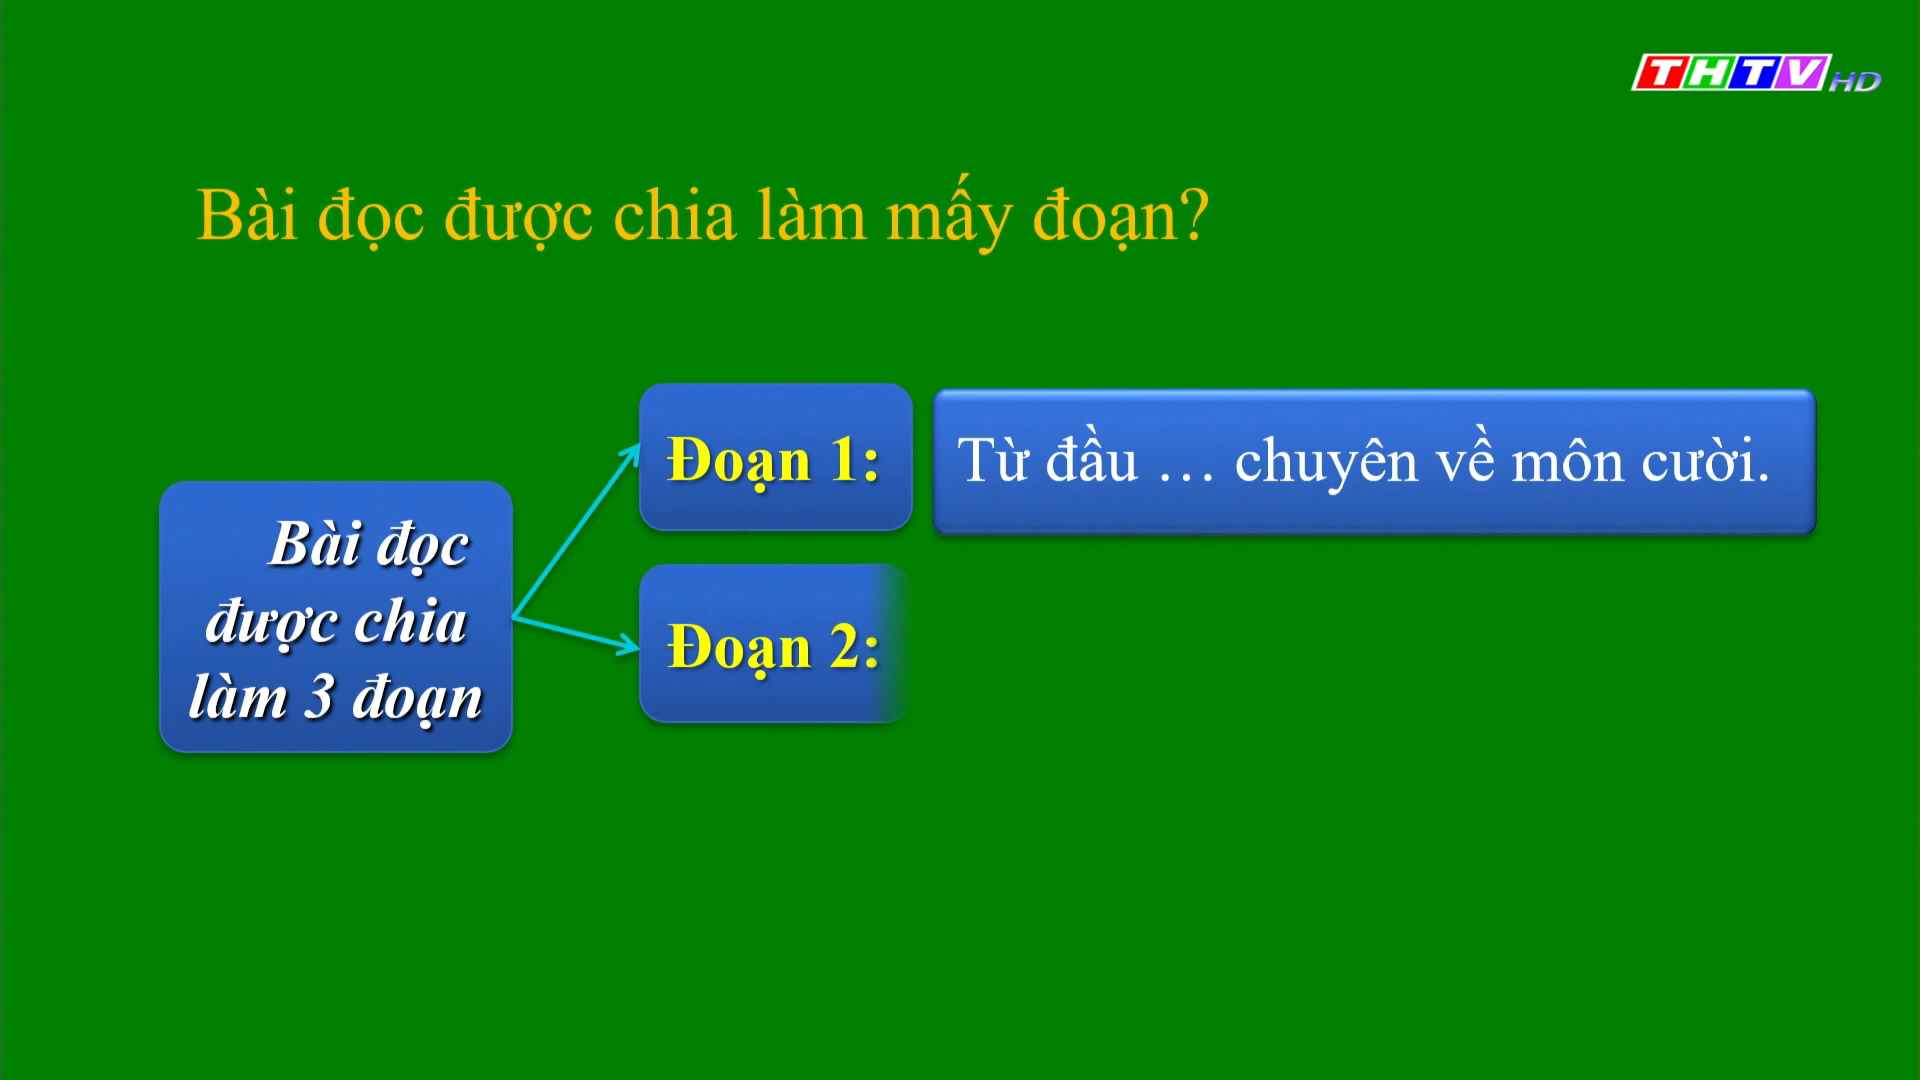 THTV HD
Bài đọc được chia làm mấy đoạn?
Đoạn 1:
Từ đầu … chuyên về môn cười.
Bài đọc
được chia
làm 3 đoạn
Đoạn 2: